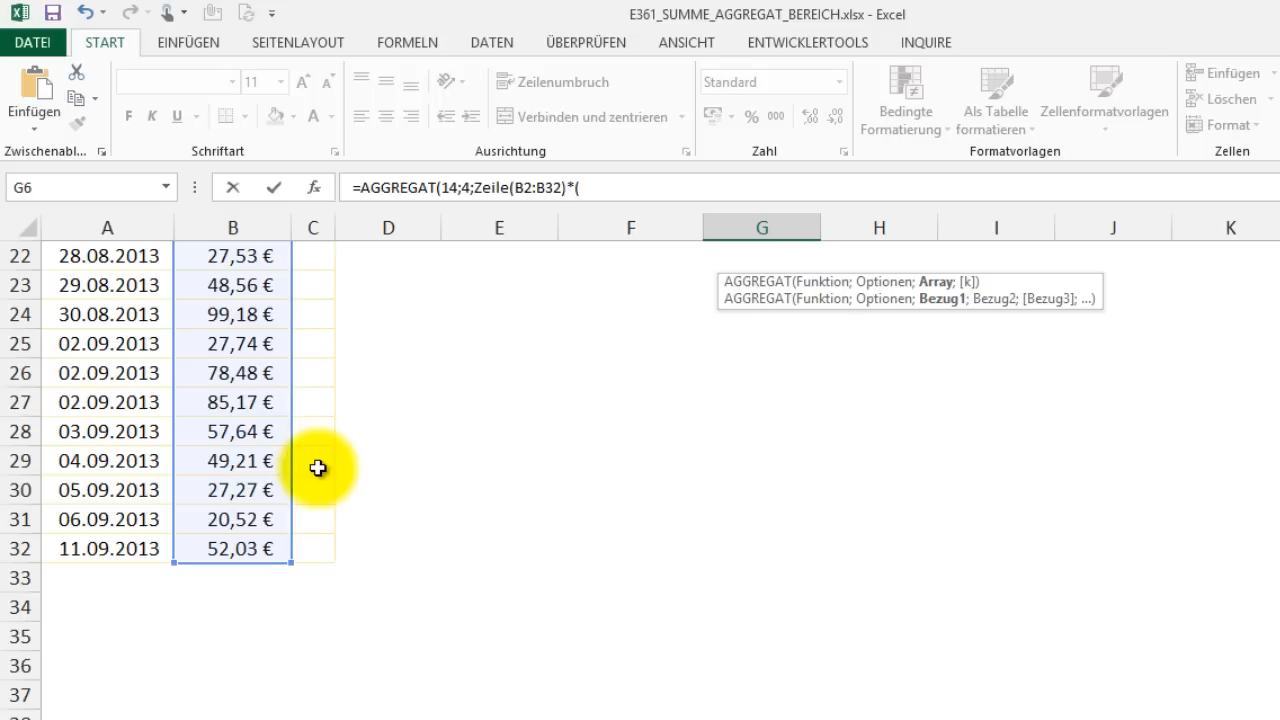 E361_SUMME_AGGREGAT_BEREICH.xlsx - Excel
DATEI START EINFÜGEN SEITENLAYOUT FORMELN DATEN ÜBERPRÜFEN ANSICHT ENTWICKLERTOOLS INQUIRE
Einfügen
F K U
11
A A
A
Zeilenumbruch
Verbinden und zentrieren
Standard
% 000
Bedingte Formatierung
Als Tabelle formatieren
Zellenformatvorlagen
Einfügen
Löschen
Format
Zwischenabl... Schriftart Ausrichtung Zahl Formatvorlagen Zellen
G6 fx =AGGREGAT(14;4;Zeile(B2:B32)*(
A B C D E F G H I J K
AGGREGAT(Funktion; Optionen; Array; [k])
AGGREGAT(Funktion; Optionen; Bezug1; Bezug2; [Bezug3]; ...)
22 28.08.2013 27,53 €
23 29.08.2013 48,56 €
24 30.08.2013 99,18 €
25 02.09.2013 27,74 €
26 02.09.2013 78,48 €
27 02.09.2013 85,17 €
28 03.09.2013 57,64 €
29 04.09.2013 49,21 €
30 05.09.2013 27,27 €
31 06.09.2013 20,52 €
32 11.09.2013 52,03 €
33
34
35
36
37